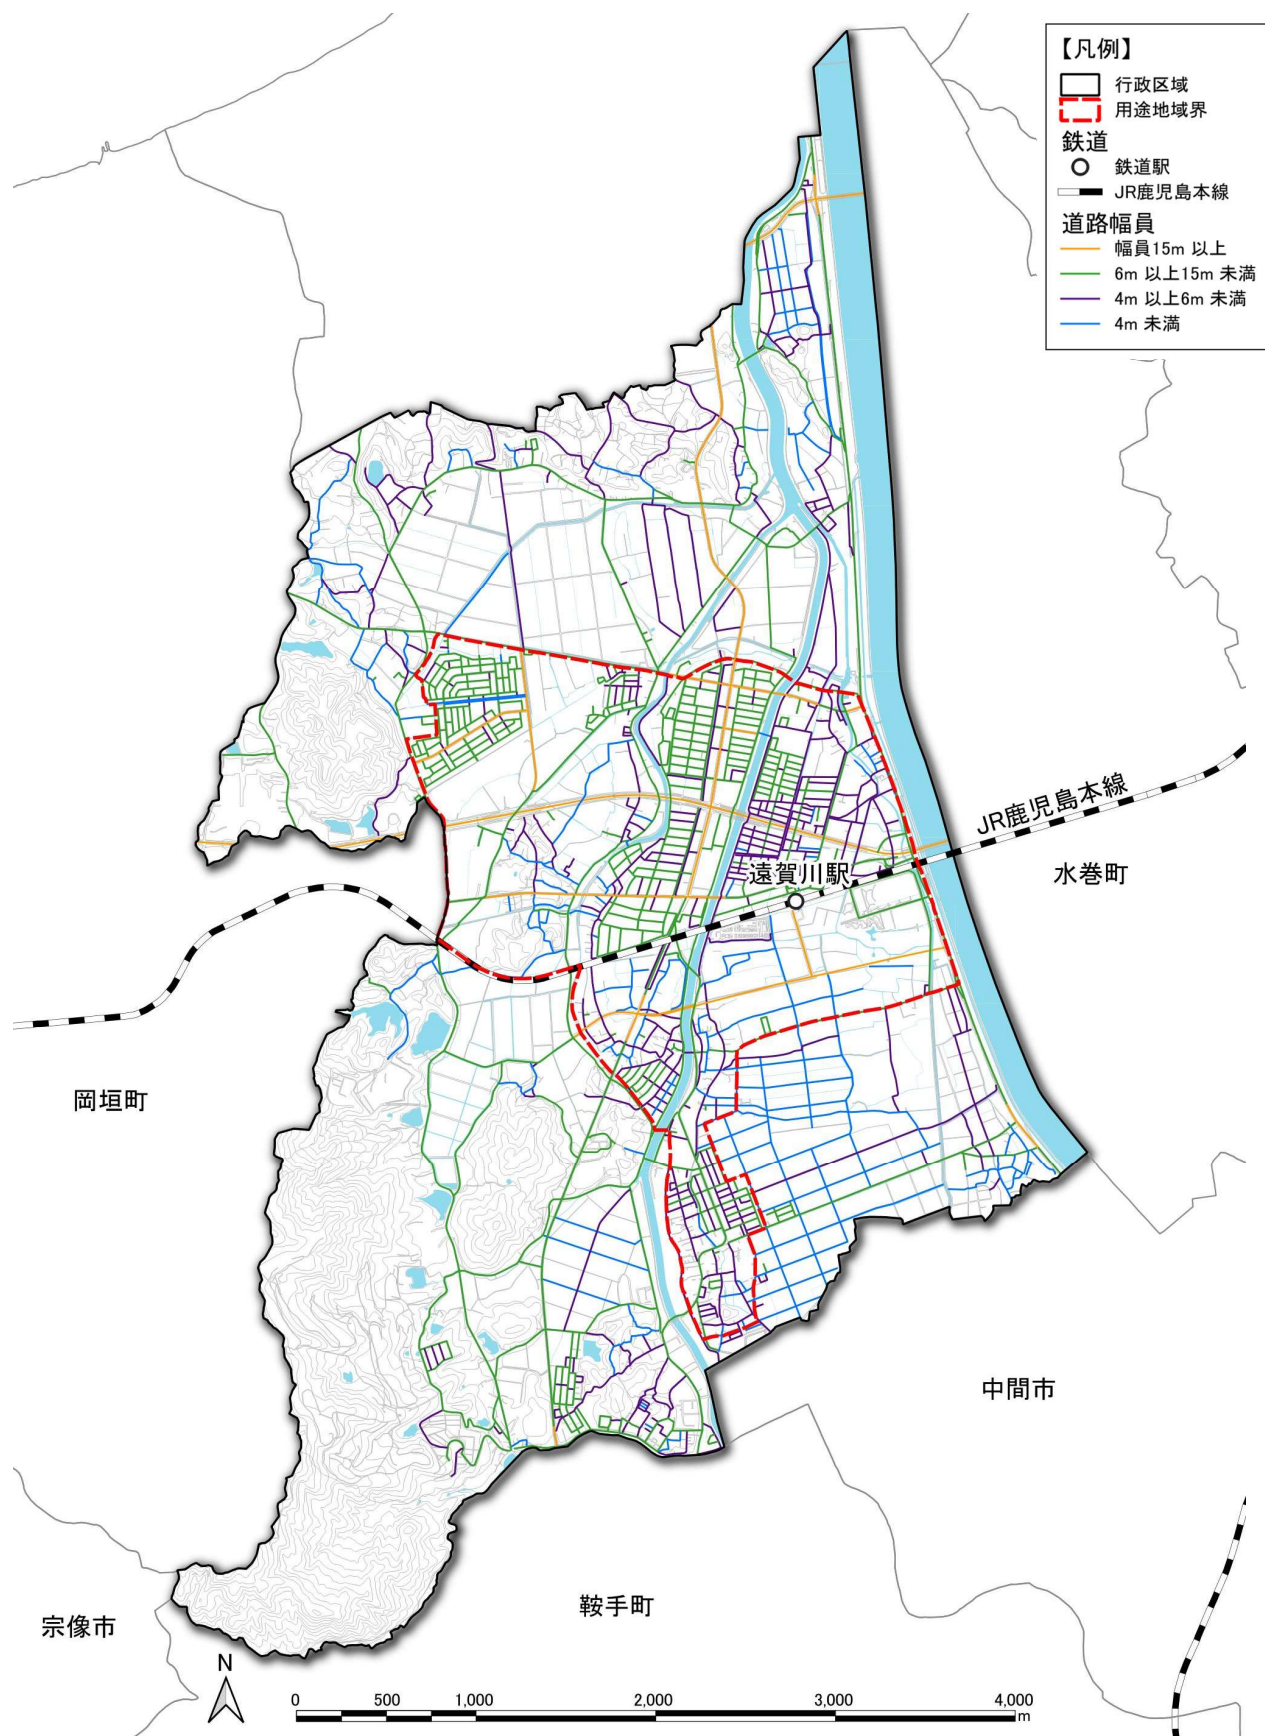 【凡例】
行政区域
用途地域界
鉄道
鉄道駅
JR鹿児島本線
道路幅員
幅員15m 以上
6m 以上15m 未満
4m 以上6m 未満
4m 未満
JR鹿児島本線
遠賀川駅
水巻町
岡垣町
中間市
鞍手町
宗像市
N
0 500 1,000 2,000 3,000 4,000
m